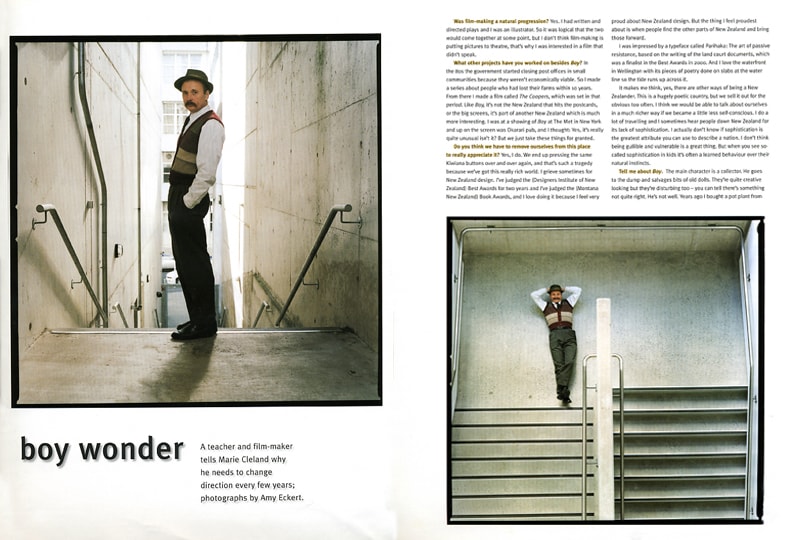 boy wonder
A teacher and film-maker
tells Marie Cleland why
he needs to change
direction every few years;
photographs by Amy Eckert.
Was film-making a natural progression? Yes. I had written and
directed plays and I was an illustrator. So it was logical that the two
would come together at some point, but I don't think film-making is
putting pictures to theatre, that's why I was interested in a film that
didn't speak.
What other projects have you worked on besides Boy? In
the 80s the government started closing post offices in small
communities because they weren't economically viable. So I made
a series about people who had lost their farms within 10 years.
From there I made a film called The Coopers, which was set in that
period. Like Boy, it's not the New Zealand that hits the postcards,
or the big screens, it's part of another New Zealand which is much
more interesting. I was at a showing of Boy at The Met in New York
and up on the screen was Disarsei pub, and I thought: Yes, it's really
quite unusual isn't it? But we just take these things for granted.
Do you think we have to remove ourselves from this place
to really appreciate it? Yes, I do. We end up pressing the same
Kiwiana buttons over and over again, and that's such a tragedy
because we've got this really rich world. I grieve sometimes for
New Zealand design. I've judged the (Designers Institute of New
Zealand) Best Awards for two years and I've judged the (Montana
New Zealand) Book Awards, and I love doing it because I feel very
proud about New Zealand design. But the thing I feel proudest
about is when people find the other parts of New Zealand and bring
those forward.
I was impressed by a typeface called Parihaka: The art of passive
resistance, based on the writing of the land court documents, which
was a finalist in the Best Awards in 2000. And I love the waterfront
in Wellington with its pieces of poetry done on slabs at the water
line so the tide runs up across it.
It makes me think, yes, there are other ways of being a New
Zealander. This is a hugely poetic country, but we sell it out for the
obvious too often. I think we would be able to talk about ourselves
in a much richer way if we became a little less self-conscious. I do a
lot of travelling and I sometimes hear people down New Zealand for
its lack of sophistication. I actually don't know if sophistication is
the greatest attribute you can use to describe a nation. I don't think
being gullible and vulnerable is a great thing. But when you see so-
called sophistication in kids it's often a learned behaviour over their
natural instincts.
Tell me about Boy. The main character is a collector. He goes
to the dump and salvages bits of old dolls. They're quite creative
looking but they're disturbing too – you can tell there's something
not quite right. He's not well. Years ago I bought a pot plant from